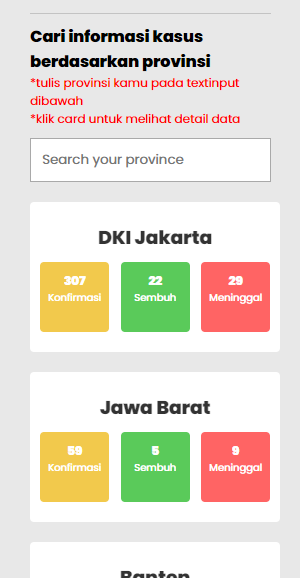 Cari informasi kasus
berdasarkan provinsi
*tulis provinsi kamu pada textinput
dibawah
*klik card untuk melihat detail data
Search your province
DKI Jakarta
307 22 29
Konfirmasi Sembuh Meninggal
Jawa Barat
59 5 9
Konfirmasi Sembuh Meninggal
Banten